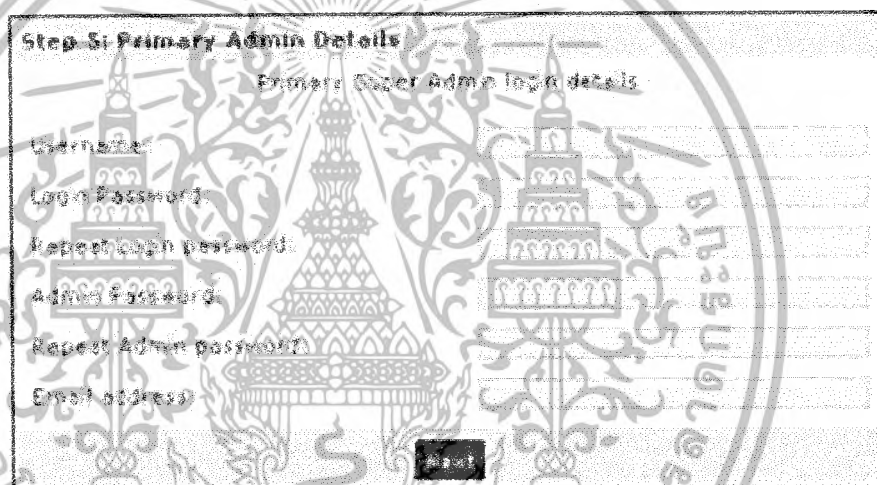 Step 5: Primary Admin Details
Primary Super Admin login details
Username:
Login Password:
Repeat Login password:
Admin Password:
Repeat Admin password:
Email address:
Next